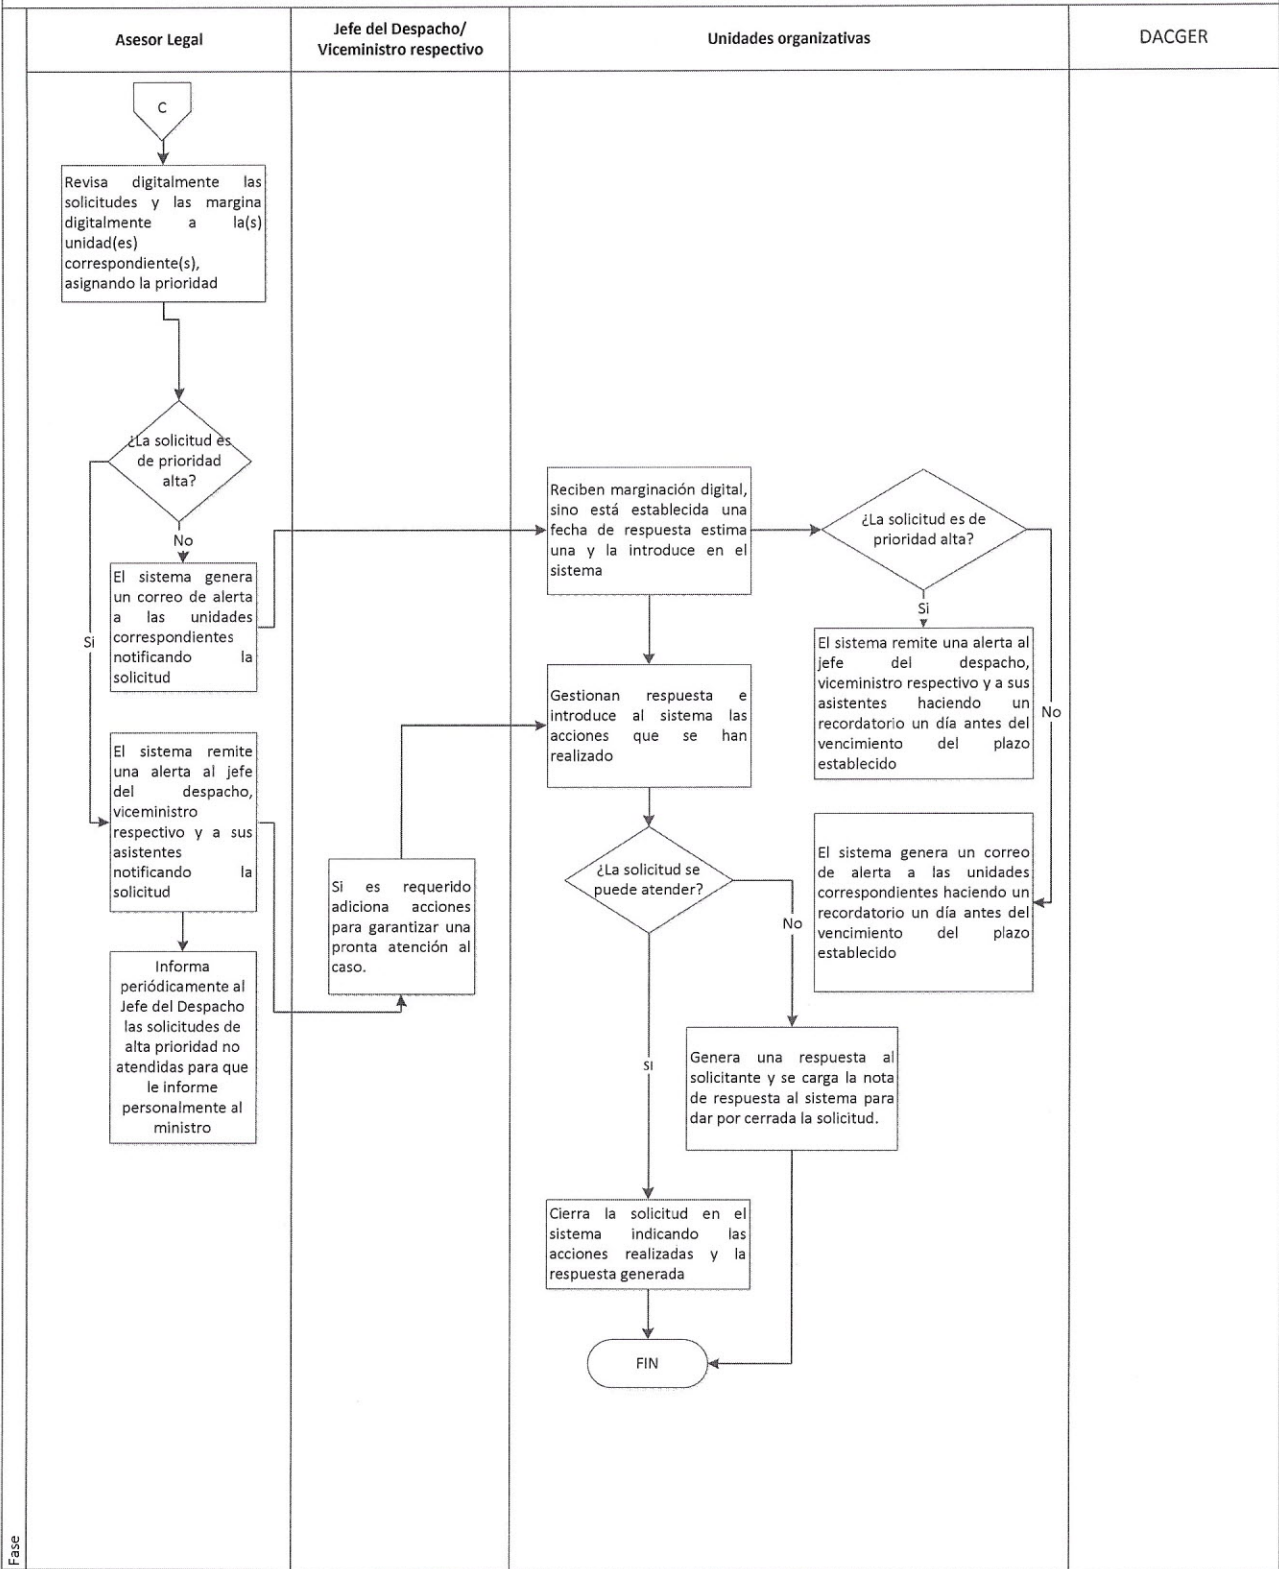 Asesor Legal
Jefe del Despacho/
Viceministro respectivo
Unidades organizativas
DACGER
C
Revisa digitalmente las
solicitudes y las margina
digitalmente a la(s)
unidad(es)
correspondiente(s),
asignando la prioridad
¿La solicitud es
de prioridad
alta?
No
Si
El sistema genera
un correo de alerta
a las unidades
correspondientes
notificando la
solicitud
El sistema remite
una alerta al jefe
del despacho,
viceministro
respectivo y a sus
asistentes
notificando la
solicitud
Informa
periódicamente al
Jefe del Despacho
las solicitudes de
alta prioridad no
atendidas para que
le informe
personalmente al
ministro
Si es requerido
adiciona acciones
para garantizar una
pronta atención al
caso.
Reciben marginación digital,
sino está establecida una
fecha de respuesta estima
una y la introduce en el
sistema
¿La solicitud es de
prioridad alta?
Si
No
El sistema remite una alerta al
jefe del despacho,
viceministro respectivo y a sus
asistentes haciendo un
recordatorio un día antes del
vencimiento del plazo
establecido
El sistema genera un correo
de alerta a las unidades
correspondientes haciendo un
recordatorio un día antes del
vencimiento del plazo
establecido
Gestionan respuesta e
introduce al sistema las
acciones que se han
realizado
¿La solicitud se
puede atender?
No
SI
Genera una respuesta al
solicitante y se carga la nota
de respuesta al sistema para
dar por cerrada la solicitud.
Cierra la solicitud en el
sistema indicando las
acciones realizadas y la
respuesta generada
FIN
Fase